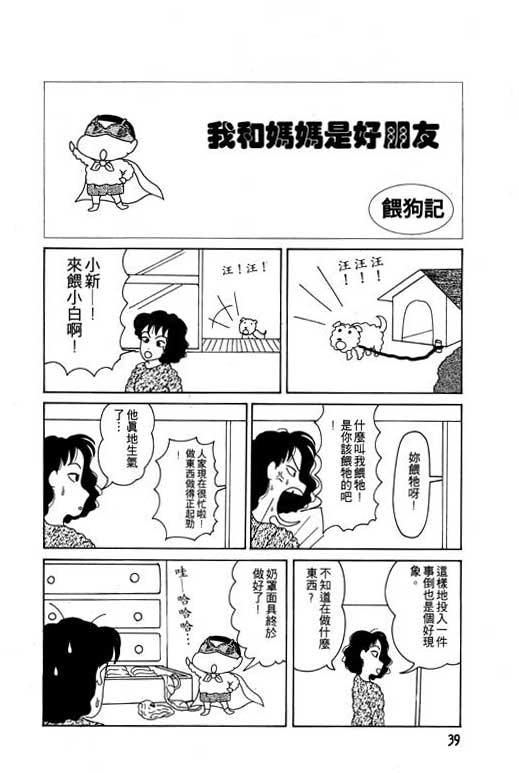 我和媽媽是好朋友
餵狗記
汪！
汪！
汪！
汪！
汪！
小新—！
來餵小白啊！
妳餵牠呀！
什麼叫我餵牠！
是你該餵牠的吧
！
人家現在很忙啦！
做東西做得正起勁
！
他眞地生氣
了…
這樣地投入一件
事倒也是個好現
象。
不知道在做什麼
東西？
奶罩面具終於
做好了！
哇—哈哈哈…
39